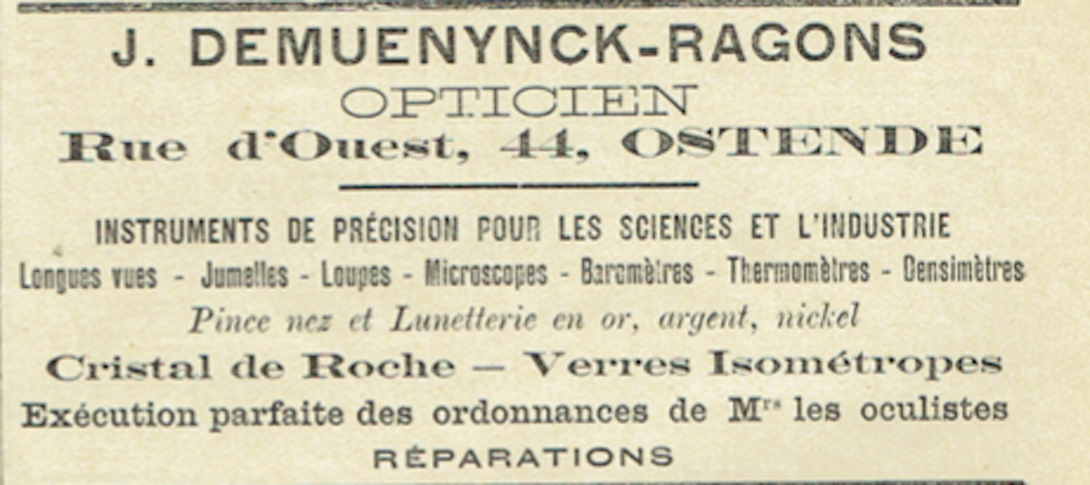 J. DEMUENYNCK-RAGONS
OPTICIEN
Rue d'Ouest, 44, OSTENDE
INSTRUMENTS DE PRÉCISION POUR LES SCIENCES ET L'INDUSTRIE
Longues vues - Jumelles - Loupes - Microscopes - Baromètres - Thermomètres - Densimètres
Pince nez et Lunetterie en or, argent, nickel
Cristal de Roche — Verres Isométropes
Exécution parfaite des ordonnances de Mrs les oculistes
RÉPARATIONS